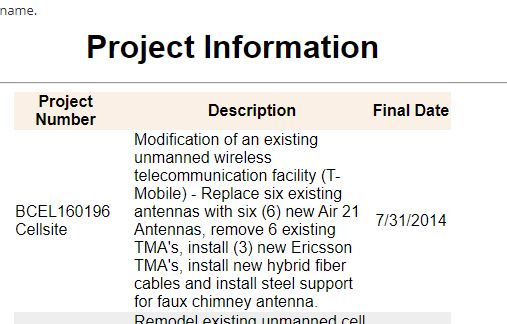 name.
Project Information
Project
Number
Description
Final Date
BCEL160196
Cellsite
Modification of an existing
unmanned wireless
telecommunication facility (T-
Mobile) - Replace six existing
antennas with six (6) new Air 21
Antennas, remove 6 existing
TMA's, install (3) new Ericsson
TMA's, install new hybrid fiber
cables and install steel support
for faux chimney antenna.
7/31/2014
Remodel existing unmanned cell